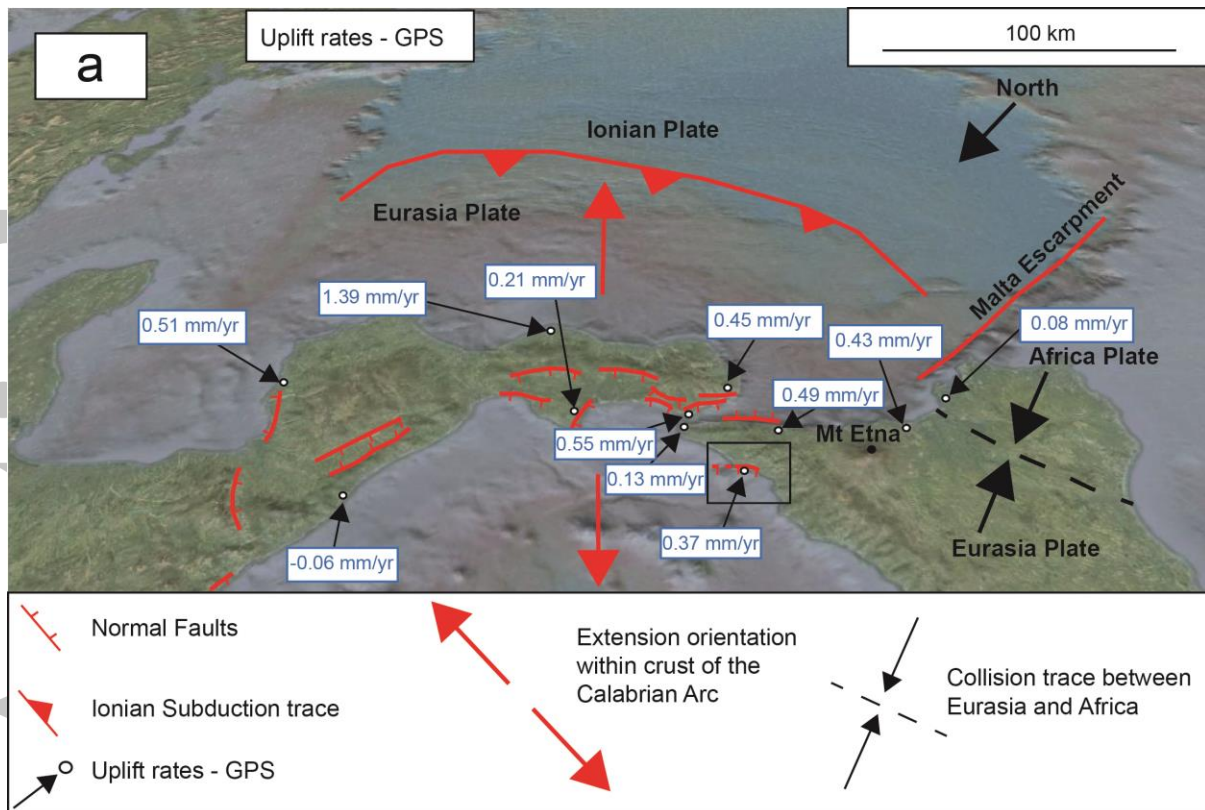 a
Uplift rates - GPS
100 km
North
Ionian Plate
Eurasia Plate
Malta Escarpment
0.21 mm/yr
1.39 mm/yr
0.51 mm/yr
0.45 mm/yr
0.43 mm/yr
0.08 mm/yr
Africa Plate
0.49 mm/yr
Mt Etna
0.55 mm/yr
0.13 mm/yr
0.37 mm/yr
-0.06 mm/yr
Eurasia Plate
Normal Faults
Ionian Subduction trace
Uplift rates - GPS
Extension orientation
within crust of the
Calabrian Arc
Collision trace between
Eurasia and Africa